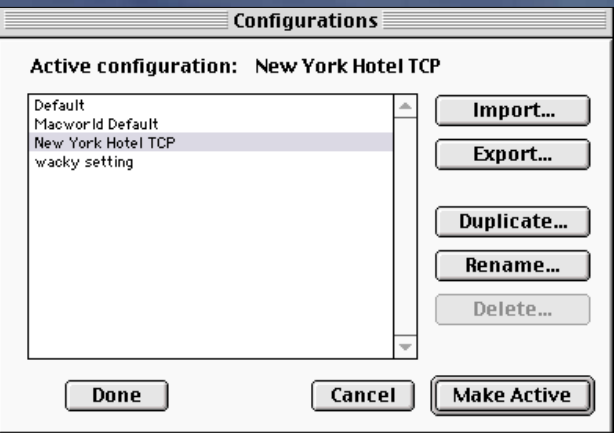 Configurations
Active configuration: New York Hotel TCP
Default
Macworld Default
New York Hotel TCP
wacky setting
Import...
Export...
Duplicate...
Rename...
Delete...
Done
Cancel
Make Active